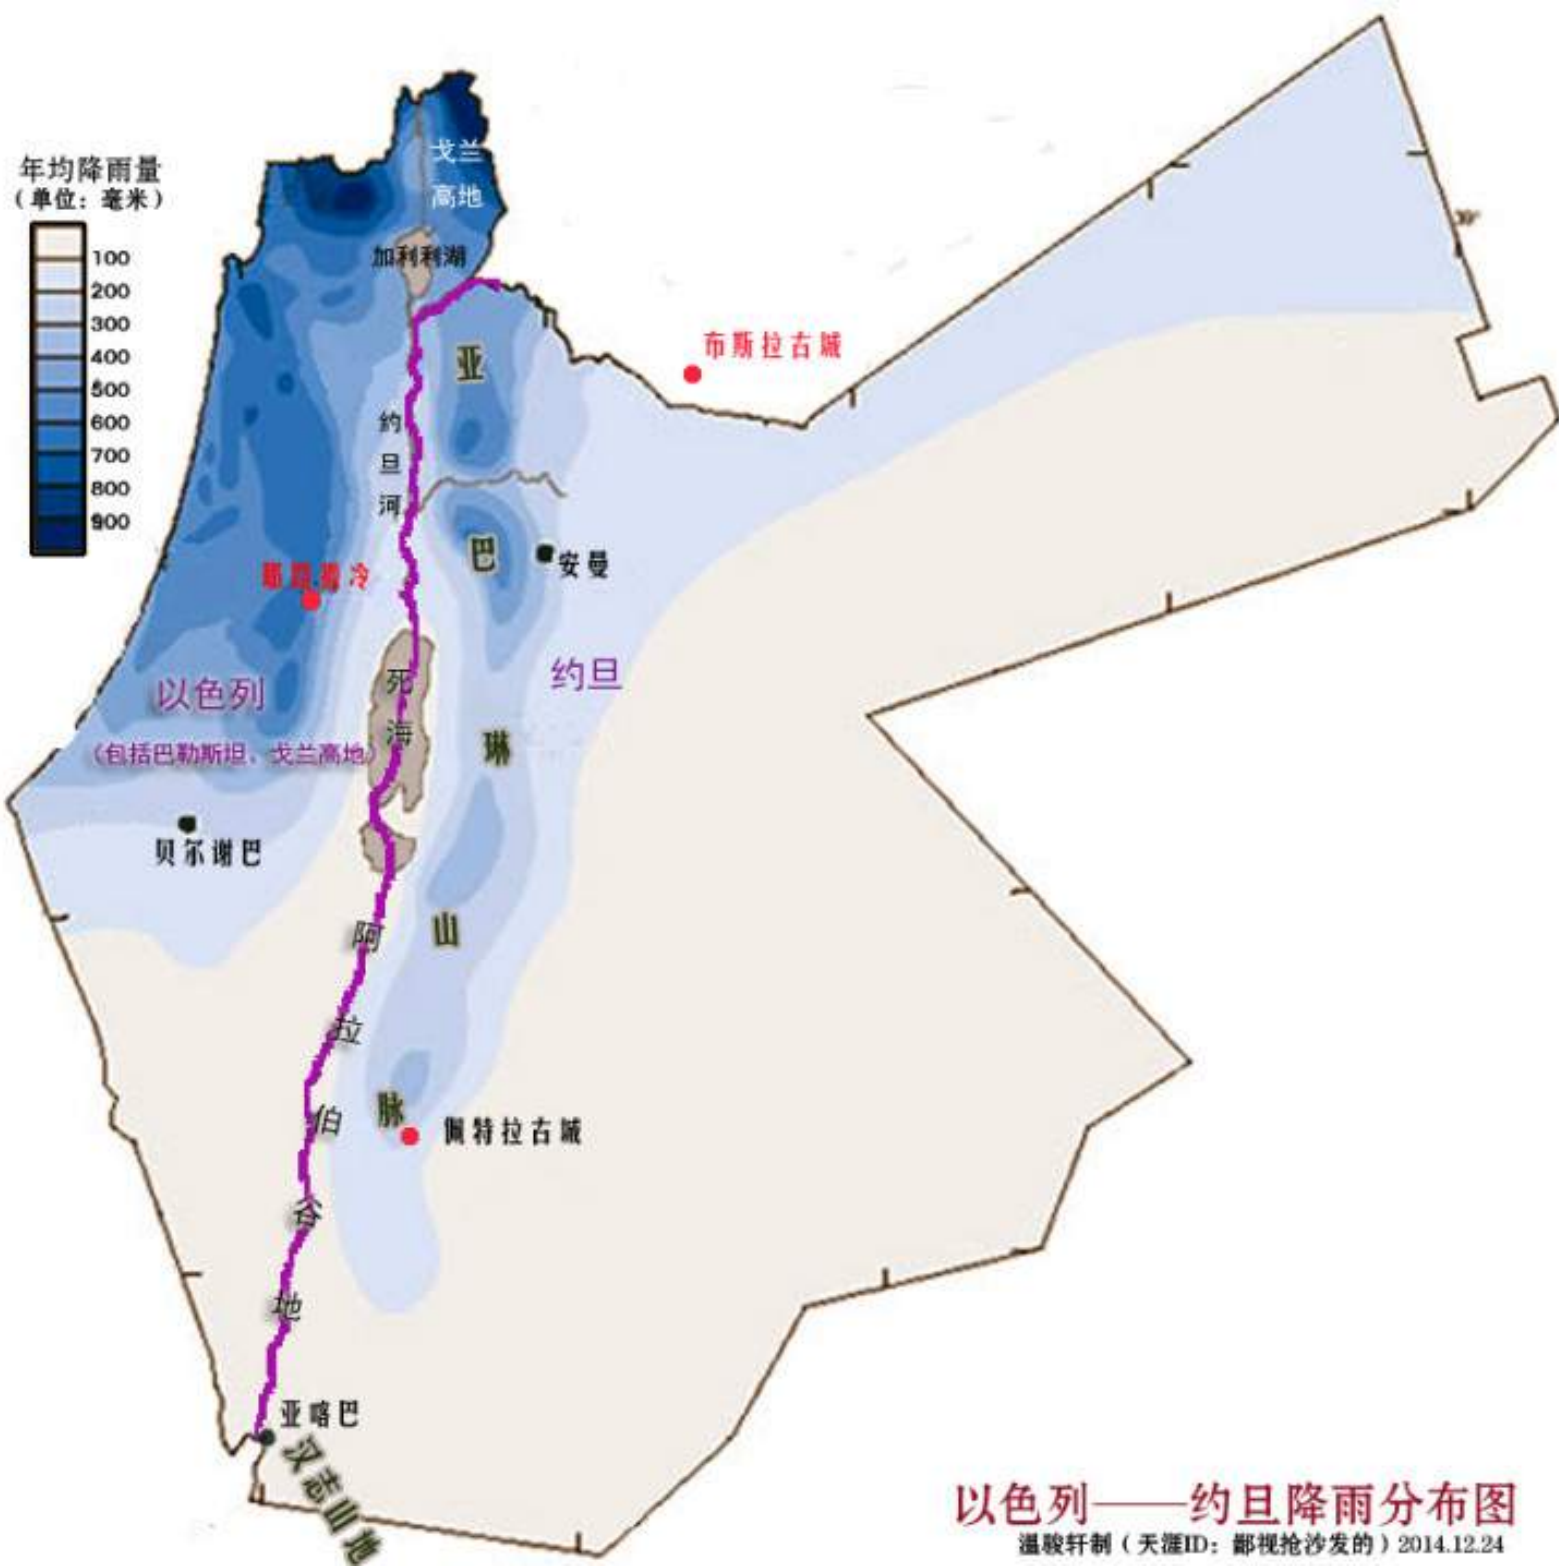 年均降雨量
(单位：毫米)
100
200
300
400
500
600
700
800
900
戈兰
高地
加利利湖
布斯拉古城
约旦河
亚巴琳山脉
安曼
耶路撒冷
死海
以色列
(包括巴勒斯坦、戈兰高地)
约旦
贝尔谢巴
阿拉伯谷地
佩特拉古城
亚喀巴
汉志山地
以色列——约旦降雨分布图
温骏轩制（天涯ID：鄙视抢沙发的）2014.12.24